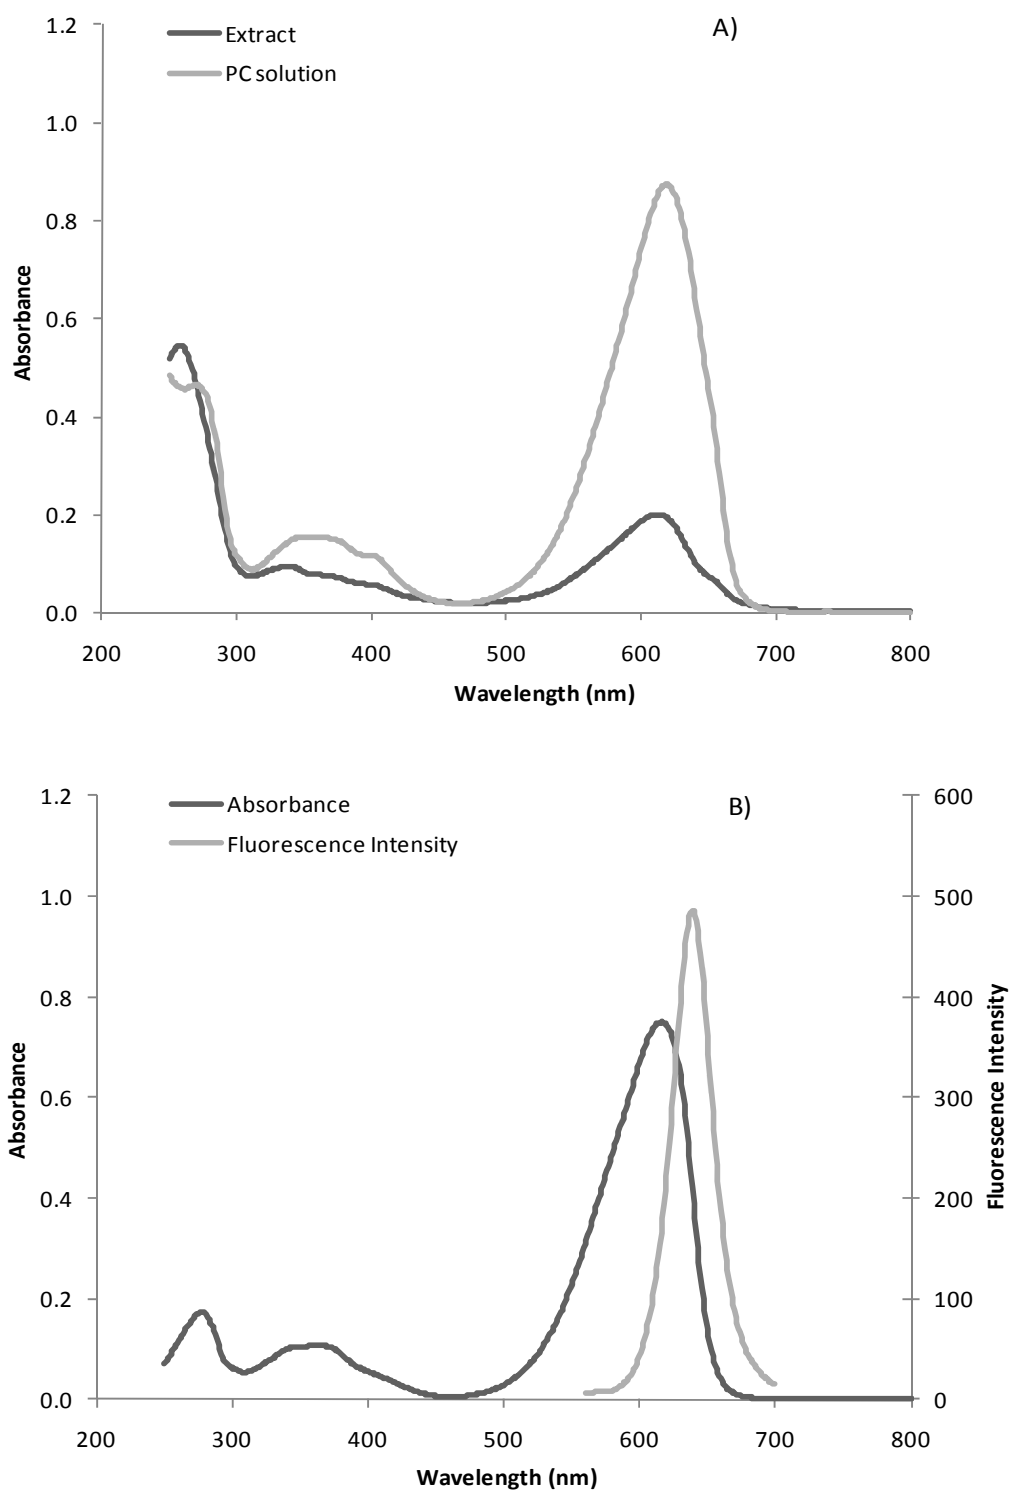 A)
Extract
PC solution
1.2
1.0
0.8
0.6
0.4
0.2
0.0
Absorbance
200 300 400 500 600 700 800
Wavelength (nm)
B)
Absorbance
Fluorescence Intensity
1.2
1.0
0.8
0.6
0.4
0.2
0.0
Absorbance
600
500
400
300
200
100
0
Fluorescence Intensity
200 300 400 500 600 700 800
Wavelength (nm)